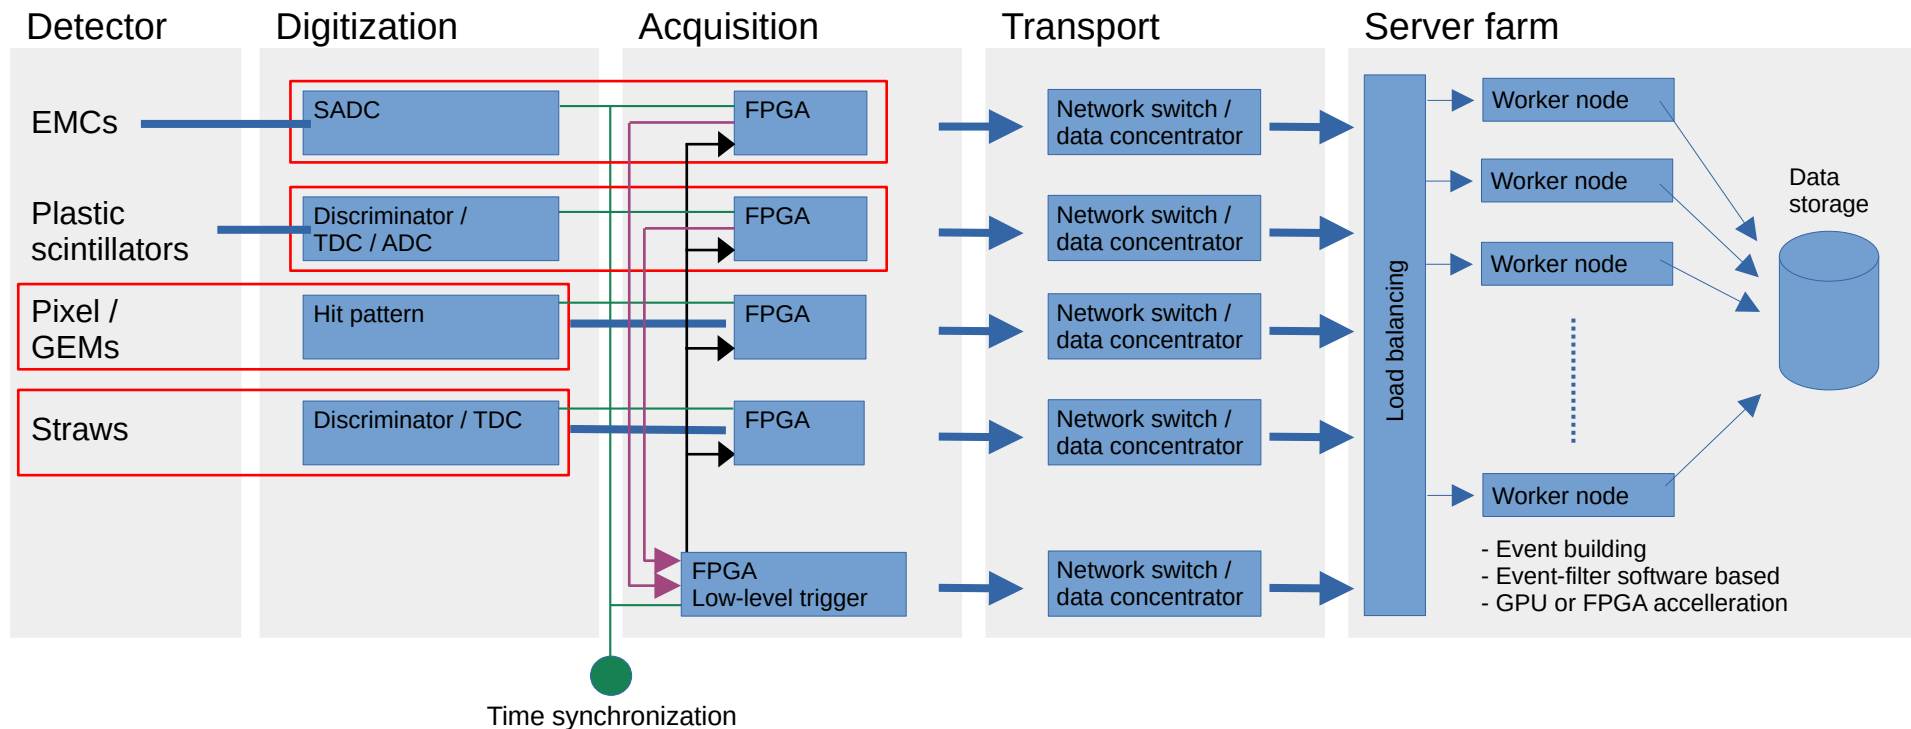 Detector
Digitization
Acquisition
Transport
Server farm
EMCs
SADC
FPGA
Network switch /
data concentrator
Worker node
Plastic
scintillators
Discriminator /
TDC / ADC
FPGA
Network switch /
data concentrator
Worker node
Data
storage
Pixel /
GEMs
Hit pattern
FPGA
Network switch /
data concentrator
Load balancing
Worker node
Straws
Discriminator / TDC
FPGA
Network switch /
data concentrator
Worker node
FPGA
Low-level trigger
Network switch /
data concentrator
- Event building
- Event-filter software based
- GPU or FPGA accelleration
Time synchronization